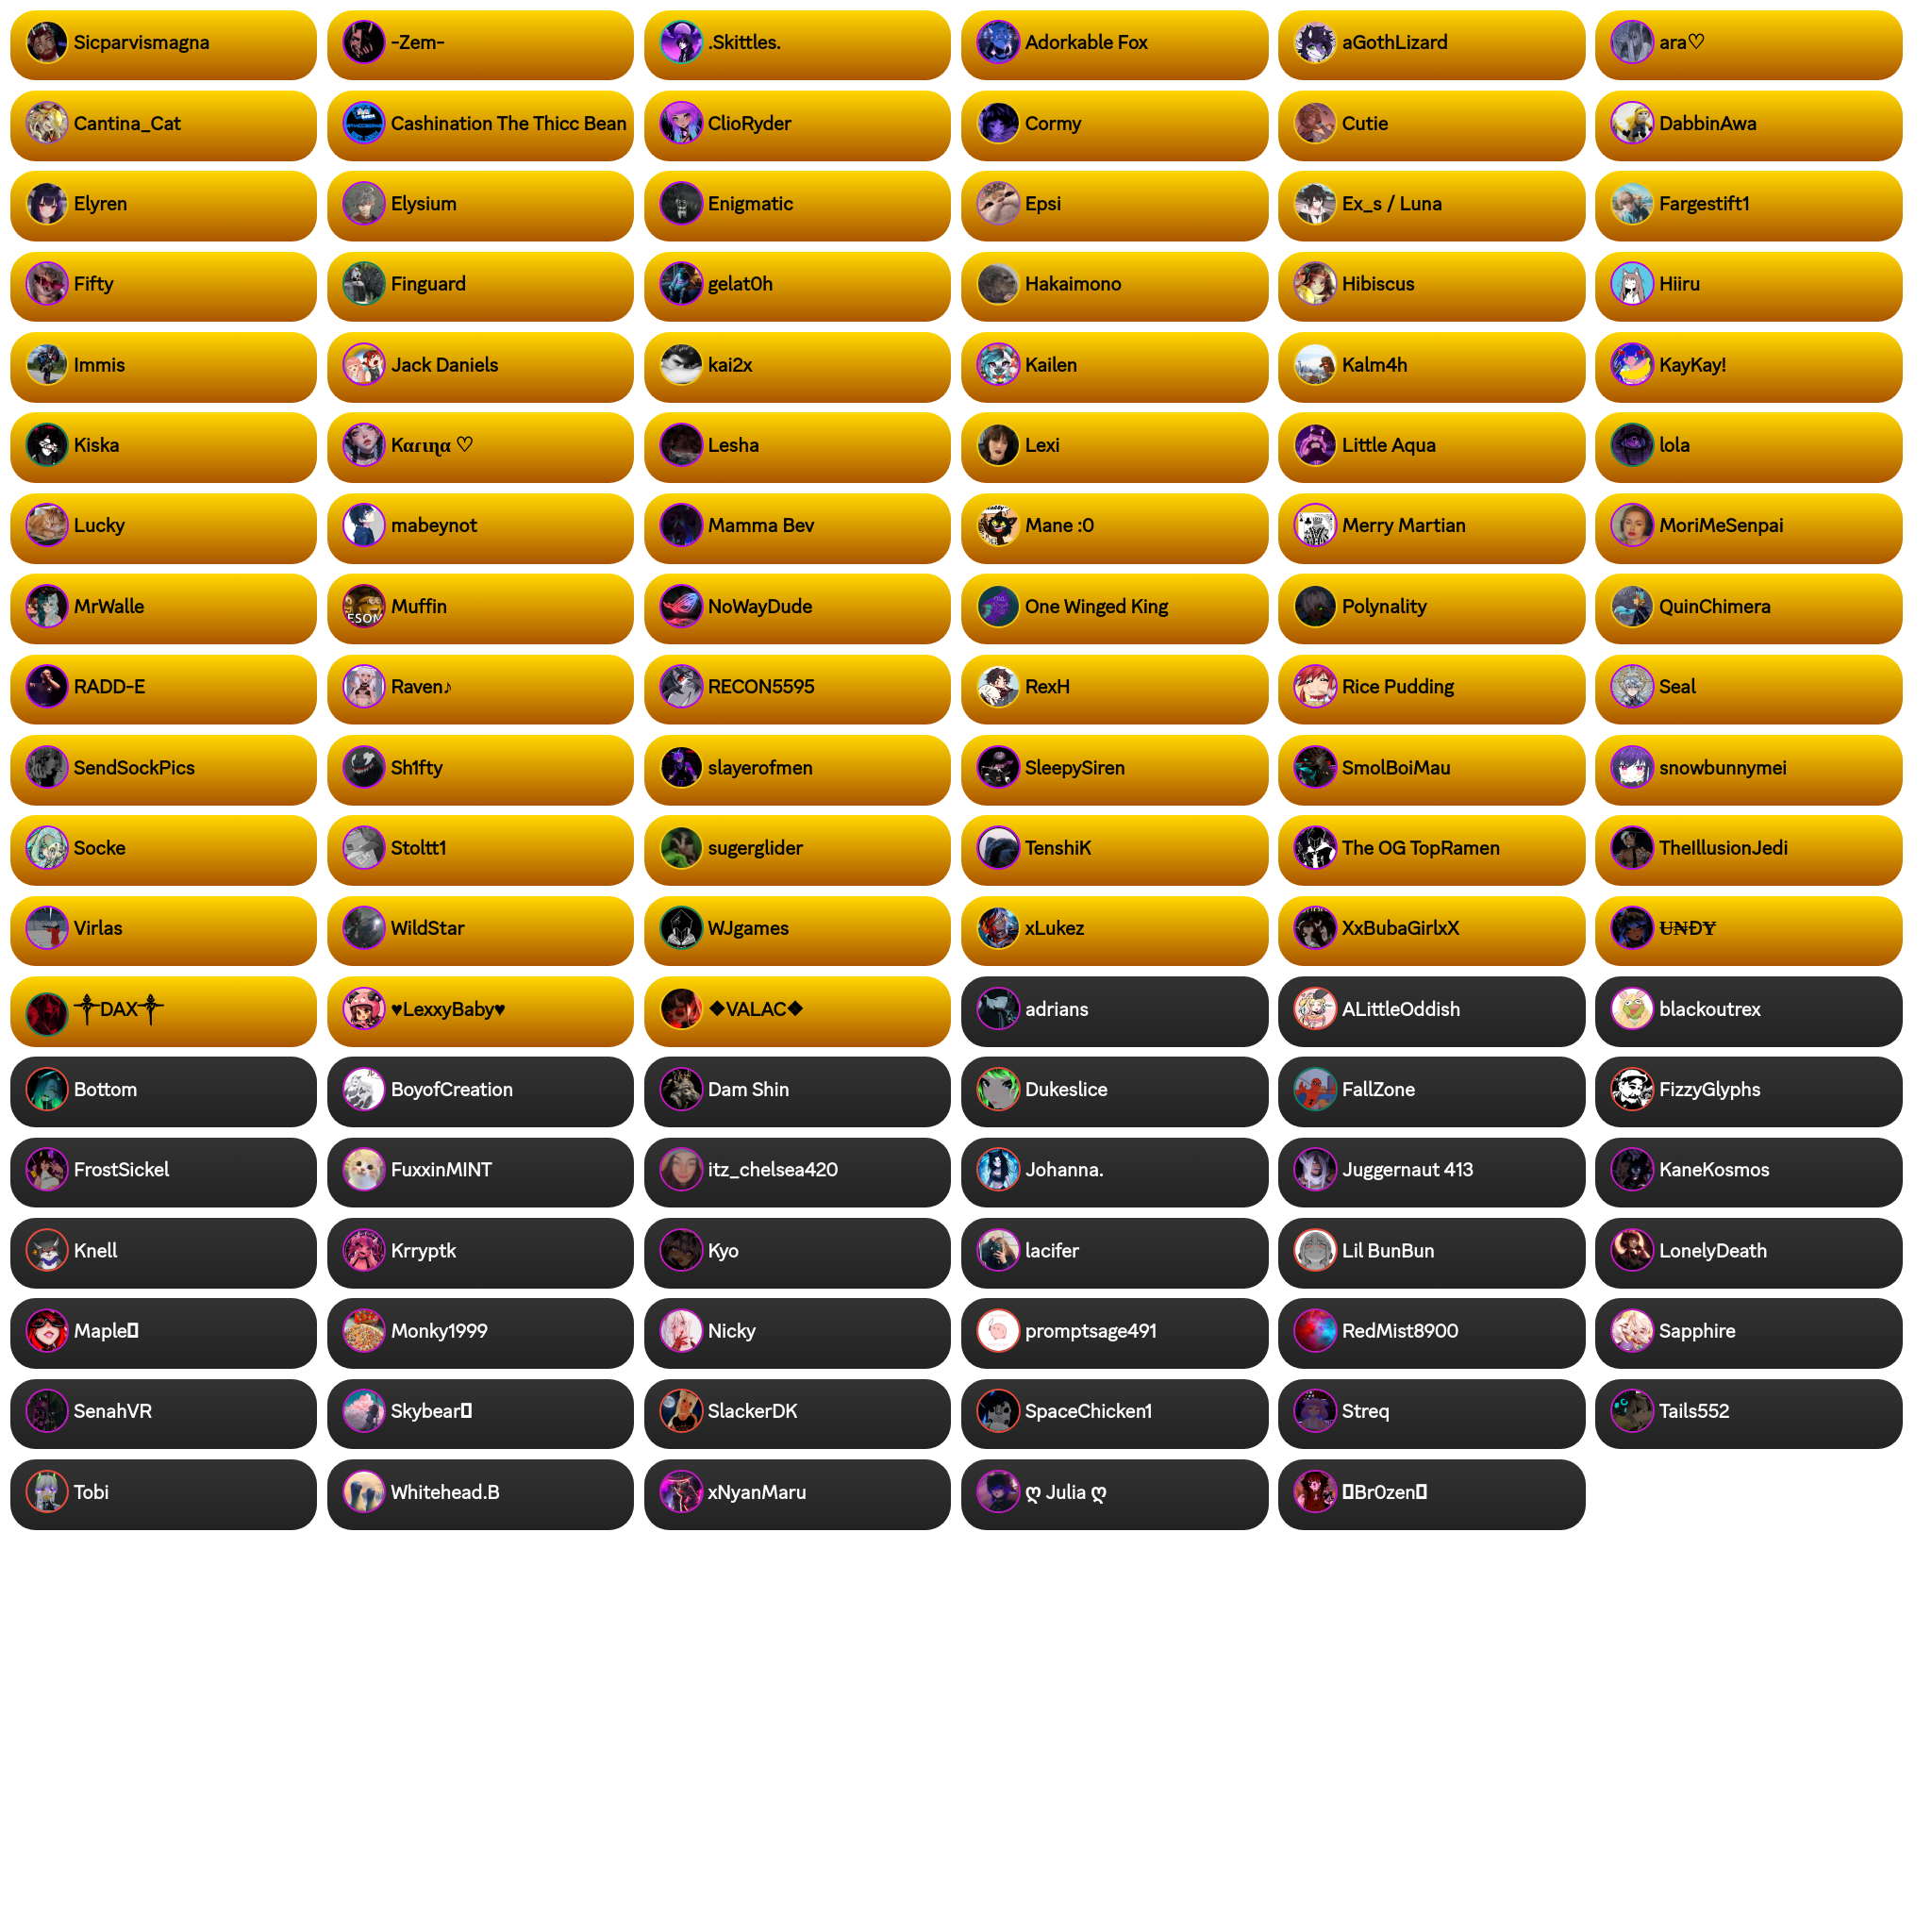 Sicparvismagna
-Zem-
.Skittles.
Adorkable Fox
aGothLizard
ara♡
Cantina_Cat
Cashination The Thicc Bean
ClioRyder
Cormy
Cutie
DabbinAwa
Elyren
Elysium
Enigmatic
Epsi
Ex_s / Luna
Fargestift1
Fifty
Finguard
gelat0h
Hakaimono
Hibiscus
Hiiru
Immis
Jack Daniels
kai2x
Kailen
Kalm4h
KayKay!
Kiska
Kαɾιɳα ♡
Lesha
Lexi
Little Aqua
lola
Lucky
mabeynot
Mamma Bev
Mane :0
Merry Martian
MoriMeSenpai
MrWalle
Muffin
NoWayDude
One Winged King
Polynality
QuinChimera
RADD-E
Raven♪
RECON5595
RexH
Rice Pudding
Seal
SendSockPics
Sh1fty
slayerofmen
SleepySiren
SmolBoiMau
snowbunnymei
Socke
Stoltt1
sugerglider
TenshiK
The OG TopRamen
TheIllusionJedi
Virlas
WildStar
WJgames
xLukez
XxBubaGirlxX
U̶₦ĐɎ
༒DAX༒
♥LexxyBaby♥
❖VALAC❖
adrians
ALittleOddish
blackoutrex
Bottom
BoyofCreation
Dam Shin
Dukeslice
FallZone
FizzyGlyphs
FrostSickel
FuxxinMINT
itz_chelsea420
Johanna.
Juggernaut 413
KaneKosmos
Knell
Krryptk
Kyo
lacifer
Lil BunBun
LonelyDeath
Maple
Monky1999
Nicky
promptsage491
RedMist8900
Sapphire
SenahVR
Skybear
SlackerDK
SpaceChicken1
Streq
Tails552
Tobi
Whitehead.B
xNyanMaru
ღ Julia ღ
Br0zen